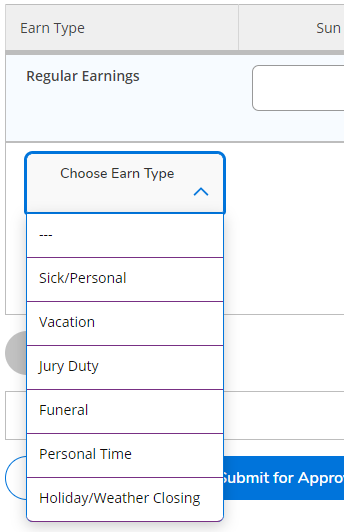 Earn Type Sun
Regular Earnings
Choose Earn Type
---
Sick/Personal
Vacation
Jury Duty
Funeral
Personal Time
Submit for
Holiday/Weather Closing